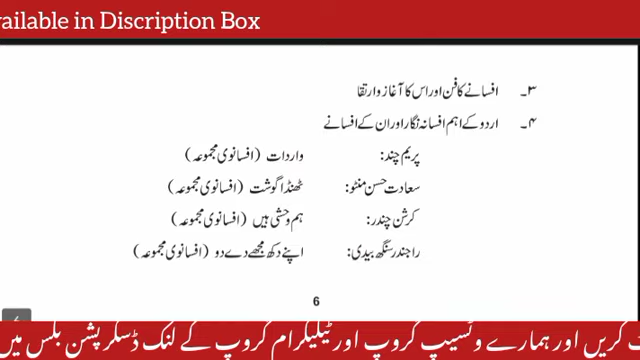 vailable in Discription Box
۳۔ افسانے کا فن اور اس کا آغاز و ارتقا
۴۔ اردو کے اہم افسانہ نگار اور ان کے افسانے
پریم چند: واردات (افسانوی مجموعہ)
سعادت حسن منٹو: ٹھنڈا گوشت (افسانوی مجموعہ)
کرشن چندر: ہم وحشی ہیں (افسانوی مجموعہ)
راجندر سنگھ بیدی: اپنے دکھ مجھے دے دو (افسانوی مجموعہ)
6
کریں اور ہمارے وٹسیپ گروپ اور ٹیلیگرام گروپ کے لنک ڈسکرپشن بکس میں